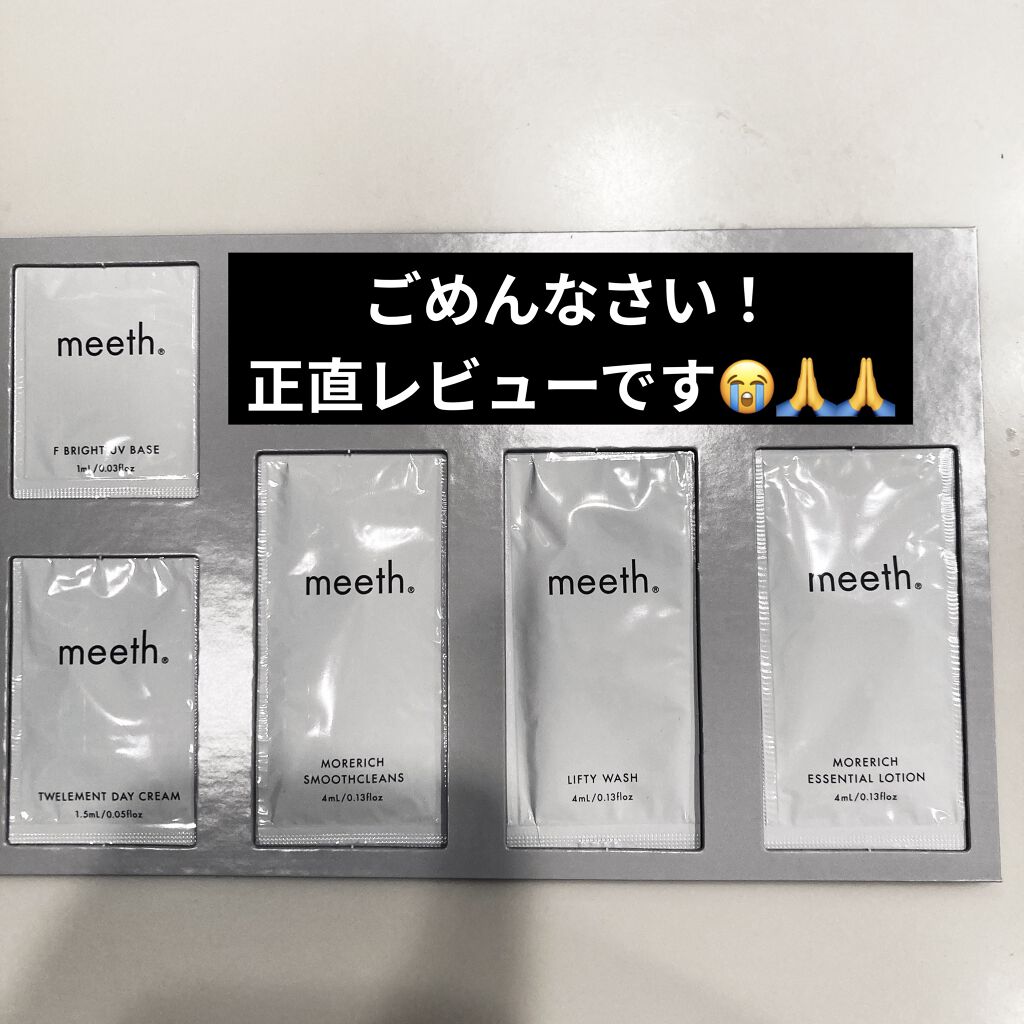 ごめんなさい！
正直レビューです😭🙏🙏
meeth®
F BRIGHT UV BASE
1mL/0.03floz
meeth®
TWELEMENT DAY CREAM
1.5mL/0.05floz
meeth®
MORERICH
SMOOTHCLEANS
4mL/0.13floz
meeth®
LIFTY WASH
4mL/0.13floz
meeth®
MORERICH
ESSENTIAL LOTION
4mL/0.13floz